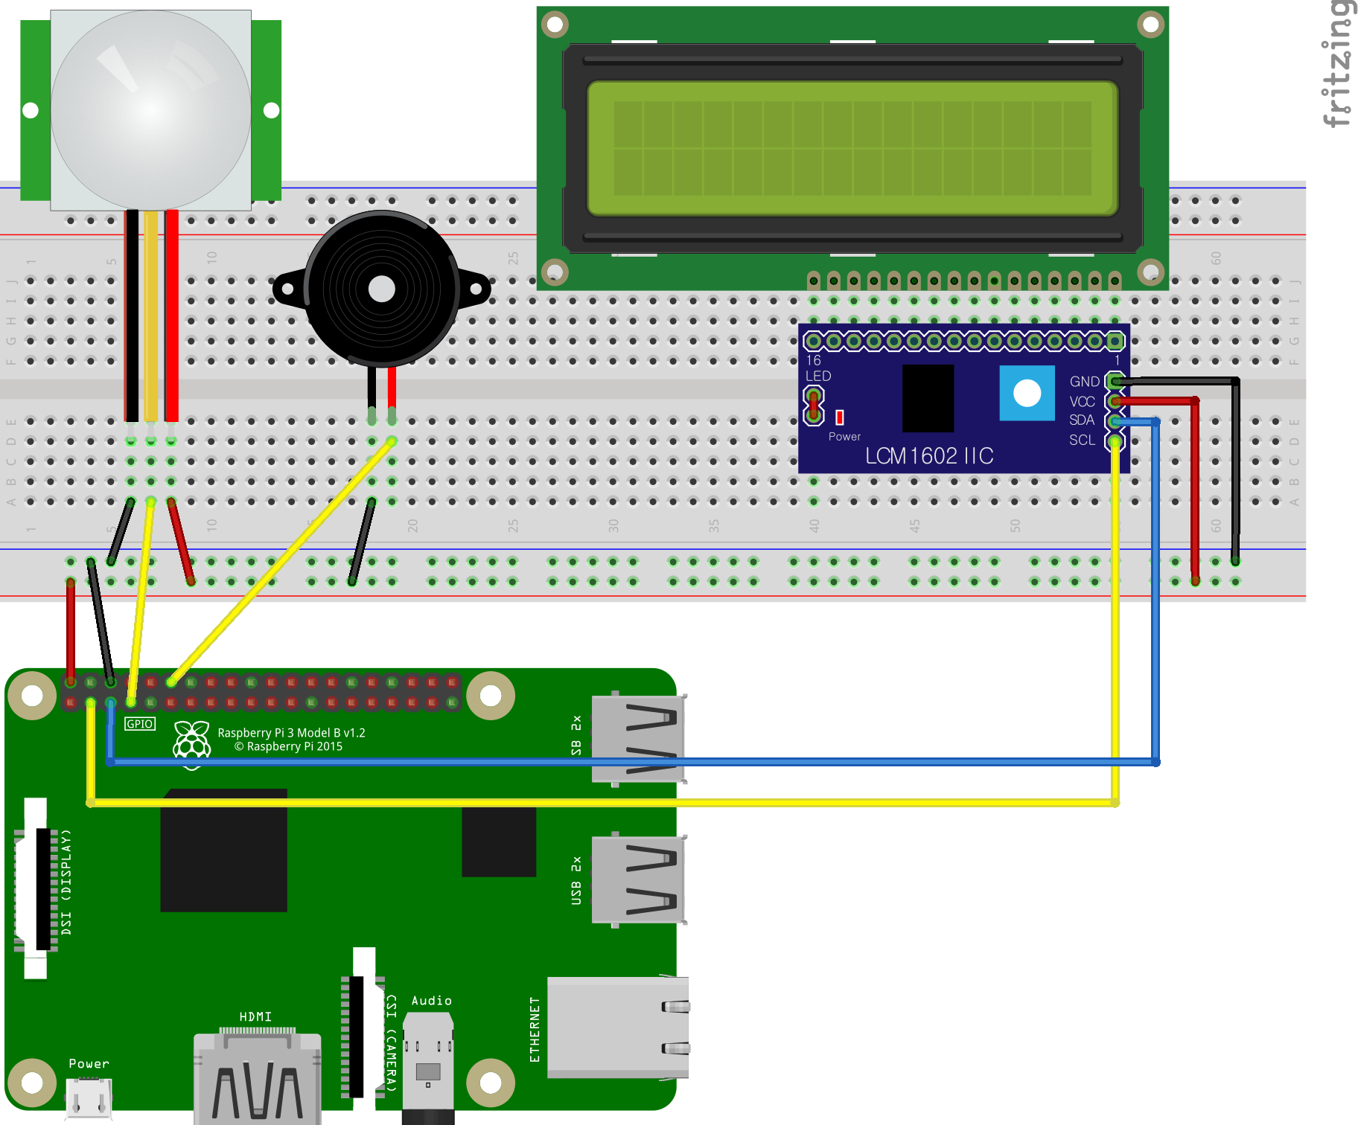 fritzing
1 5 10 25 60
J J
I I
H H
G G
F F
16 1
LED
GND
VCC
SDA
SCL
Power
LCM1602 IIC
E E
D D
C C
B B
A A
1 5 10 20 25 30 35 40 45 50 60
GPIO
Raspberry Pi 3 Model B v1.2
© Raspberry Pi 2015
USB 2x
USB 2x
DSI (DISPLAY)
CSI (CAMERA)
Audio
ETHERNET
HDMI
Power